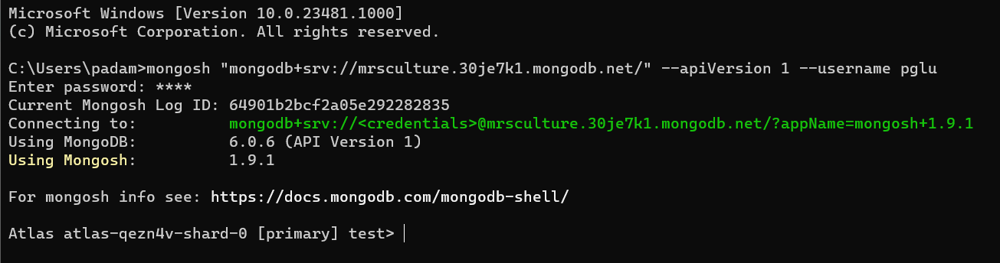 Microsoft Windows [Version 10.0.23481.1000]
(c) Microsoft Corporation. All rights reserved.
C:\Users\padam>mongosh "mongodb+srv://mrsculture.30je7k1.mongodb.net/" --apiVersion 1 --username pglu
Enter password: ****
Current Mongosh Log ID: 64901b2bcf2a05e292282835
Connecting to: mongodb+srv://<credentials>@mrsculture.30je7k1.mongodb.net/?appName=mongosh+1.9.1
Using MongoDB: 6.0.6 (API Version 1)
Using Mongosh: 1.9.1
For mongosh info see: https://docs.mongodb.com/mongodb-shell/
Atlas atlas-qezn4v-shard-0 [primary] test>